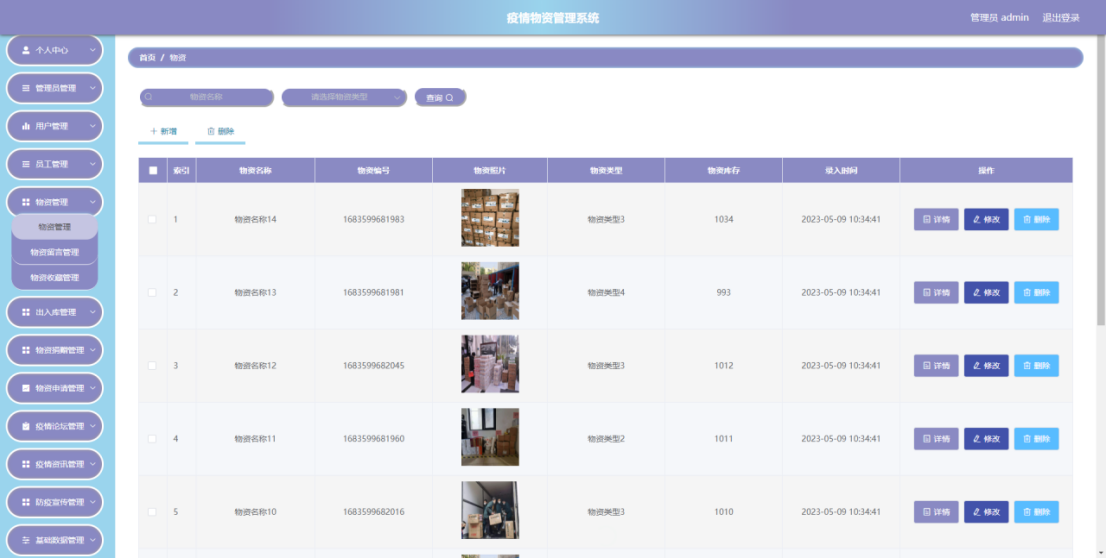 疫情物资管理系统
管理员 admin 退出登录
个人中心
管理员管理
用户管理
员工管理
物资管理
物资管理
物资留言管理
物资收藏管理
出入库管理
物资捐赠管理
物资申请管理
疫情论坛管理
疫情资讯管理
防疫宣传管理
基础数据管理
首页 / 物资
物资名称 请选择物资类型 查询
+ 新增 删除
索引 物资名称 物资编号 物资照片 物资类型 物资库存 录入时间 操作
1 物资名称14 1683599681983 物资类型3 1034 2023-05-09 10:34:41 详情 修改 删除
2 物资名称13 1683599681981 物资类型4 993 2023-05-09 10:34:41 详情 修改 删除
3 物资名称12 1683599682045 物资类型3 1012 2023-05-09 10:34:41 详情 修改 删除
4 物资名称11 1683599681960 物资类型2 1011 2023-05-09 10:34:41 详情 修改 删除
5 物资名称10 1683599682016 物资类型3 1010 2023-05-09 10:34:41 详情 修改 删除